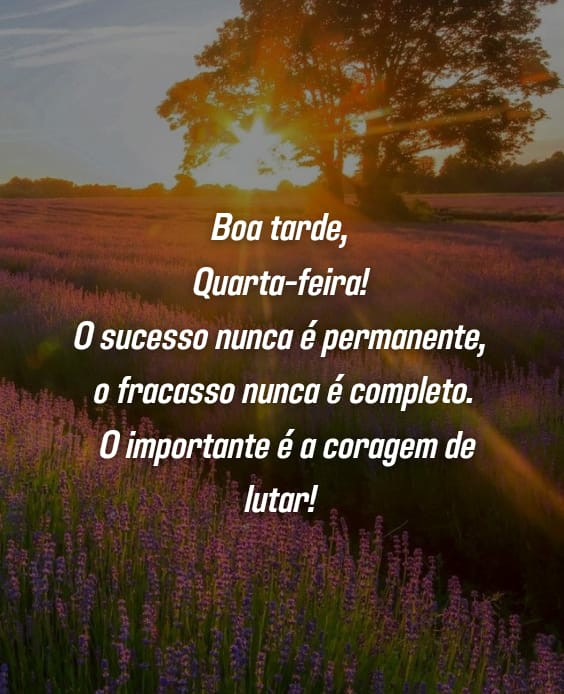 Boa tarde,
Quarta-feira!
O sucesso nunca é permanente,
o fracasso nunca é completo.
O importante é a coragem de
lutar!